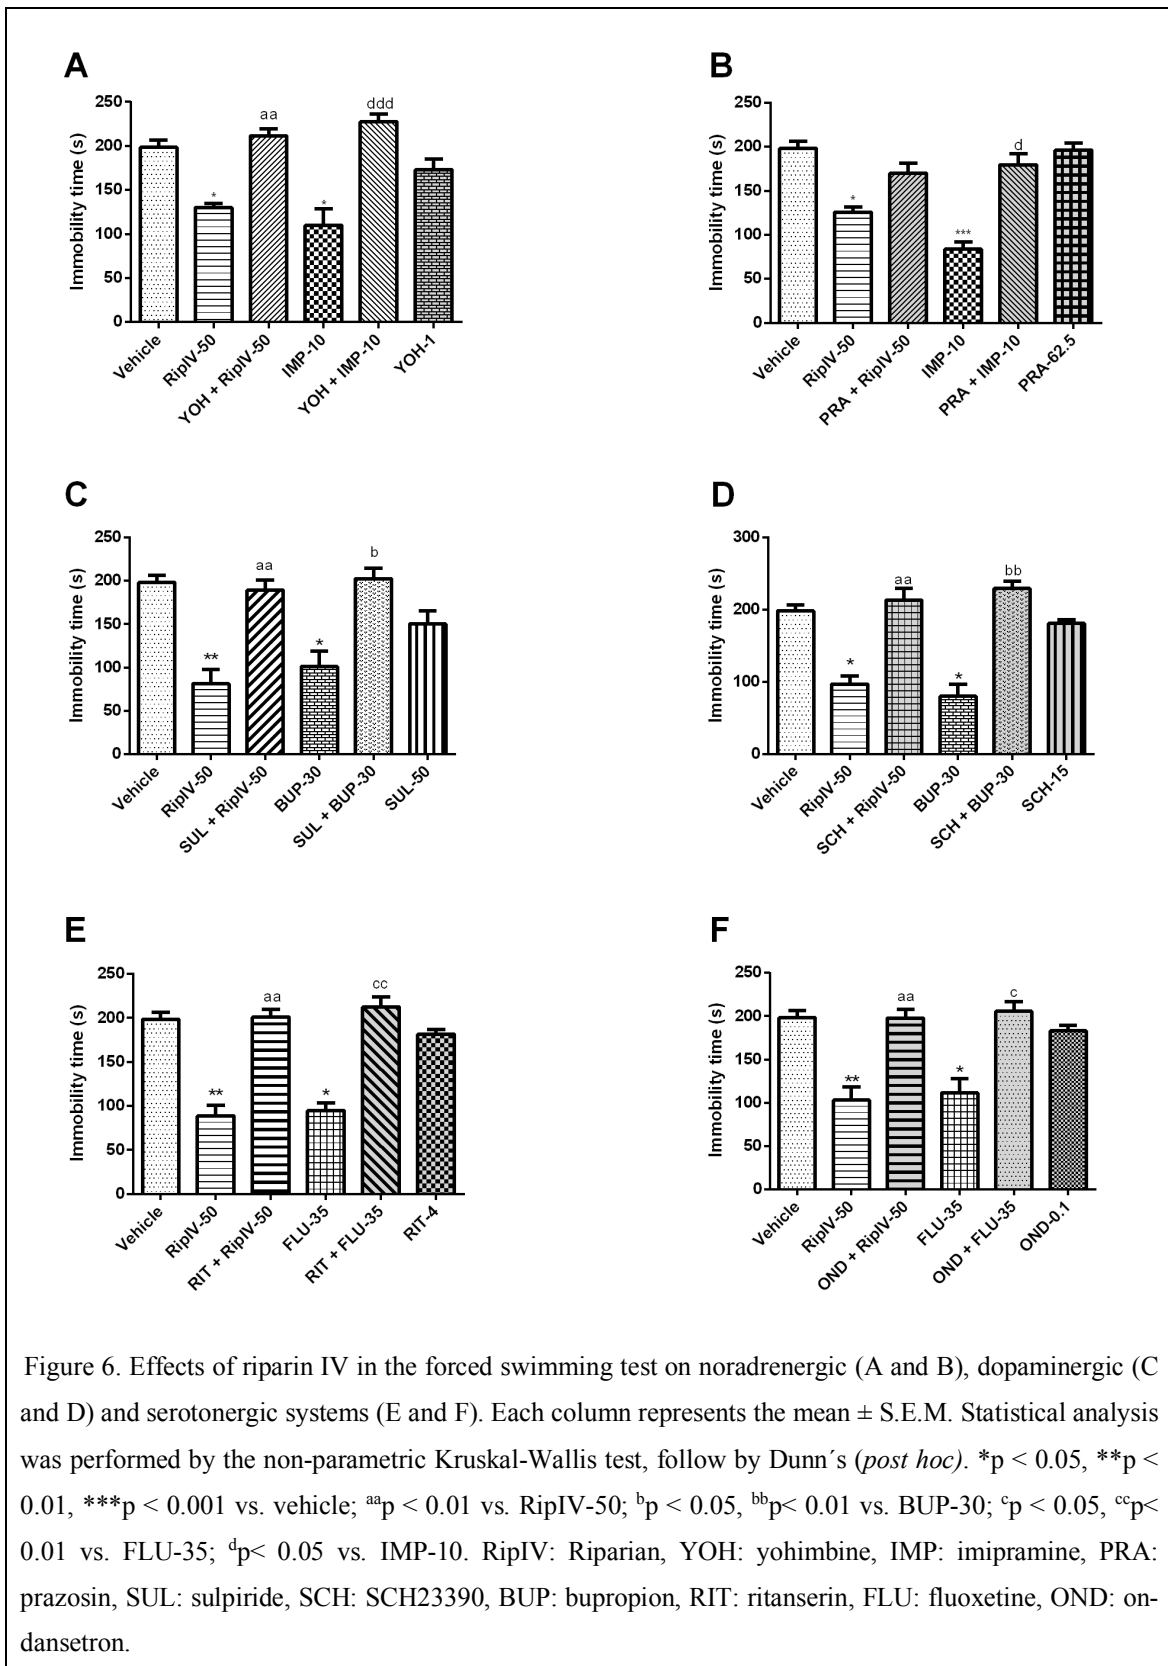 A
Immobility time (s)
250
200
150
100
50
0
*
aa
*
ddd
Vehicle
RipIV-50
YOH + RipIV-50
IMP-10
YOH + IMP-10
YOH-1
B
Immobility time (s)
250
200
150
100
50
0
*
***
d
Vehicle
RipIV-50
PRA + RipIV-50
IMP-10
PRA + IMP-10
PRA-62.5
C
Immobility time (s)
250
200
150
100
50
0
**
aa
*
b
Vehicle
RipIV-50
SUL + RipIV-50
BUP-30
SUL + BUP-30
SUL-50
D
Immobility time (s)
300
200
100
0
*
aa
*
bb
Vehicle
RipIV-50
SCH + RipIV-50
BUP-30
SCH + BUP-30
SCH-15
E
Immobility time (s)
250
200
150
100
50
0
**
aa
*
cc
Vehicle
RipIV-50
RIT + RipIV-50
FLU-35
RIT + FLU-35
RIT-4
F
Immobility time (s)
250
200
150
100
50
0
**
aa
*
c
Vehicle
RipIV-50
OND + RipIV-50
FLU-35
OND + FLU-35
OND-0.1
Figure 6. Effects of riparin IV in the forced swimming test on noradrenergic (A and B), dopaminergic (C
and D) and serotonergic systems (E and F). Each column represents the mean ± S.E.M. Statistical analysis
was performed by the non-parametric Kruskal-Wallis test, follow by Dunn´s (post hoc). *p < 0.05, **p <
0.01, ***p < 0.001 vs. vehicle; aap < 0.01 vs. RipIV-50; bp < 0.05, bbp< 0.01 vs. BUP-30; cp < 0.05, ccp<
0.01 vs. FLU-35; dp< 0.05 vs. IMP-10. RipIV: Riparian, YOH: yohimbine, IMP: imipramine, PRA:
prazosin, SUL: sulpiride, SCH: SCH23390, BUP: bupropion, RIT: ritanserin, FLU: fluoxetine, OND: on-
dansetron.